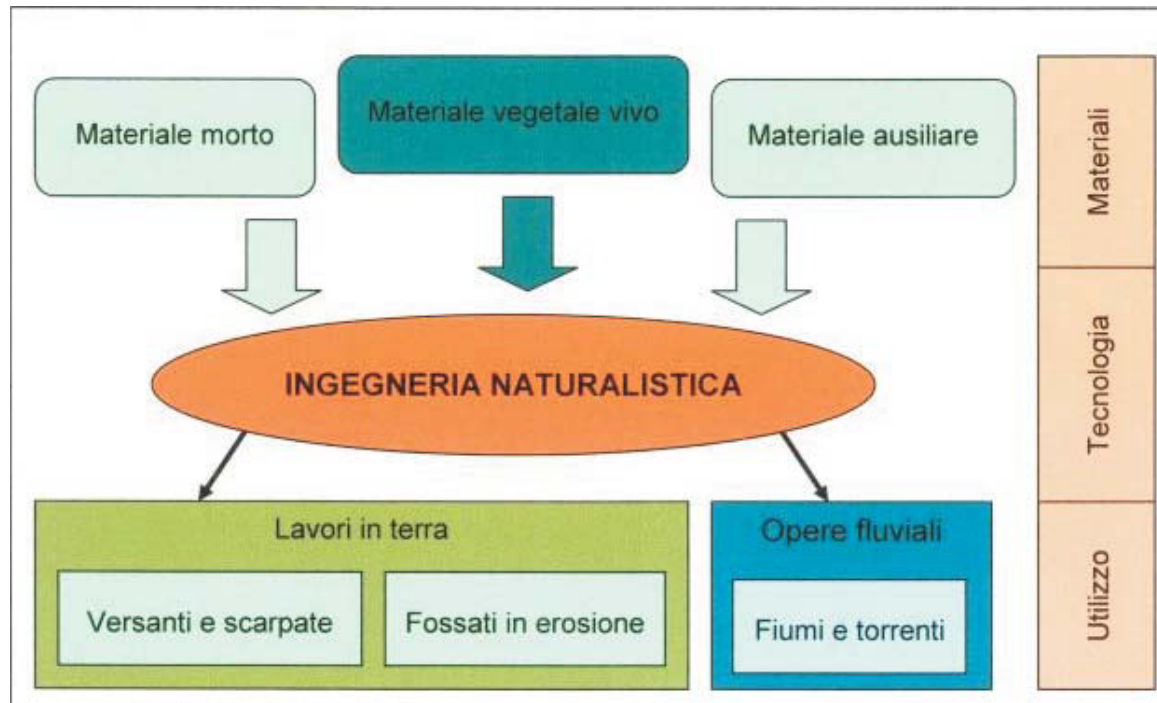 Materiale morto
Materiale vegetale vivo
Materiale ausiliare
Materiali
INGEGNERIA NATURALISTICA
Tecnologia
Lavori in terra
Versanti e scarpate
Fossati in erosione
Opere fluviali
Fiumi e torrenti
Utilizzo